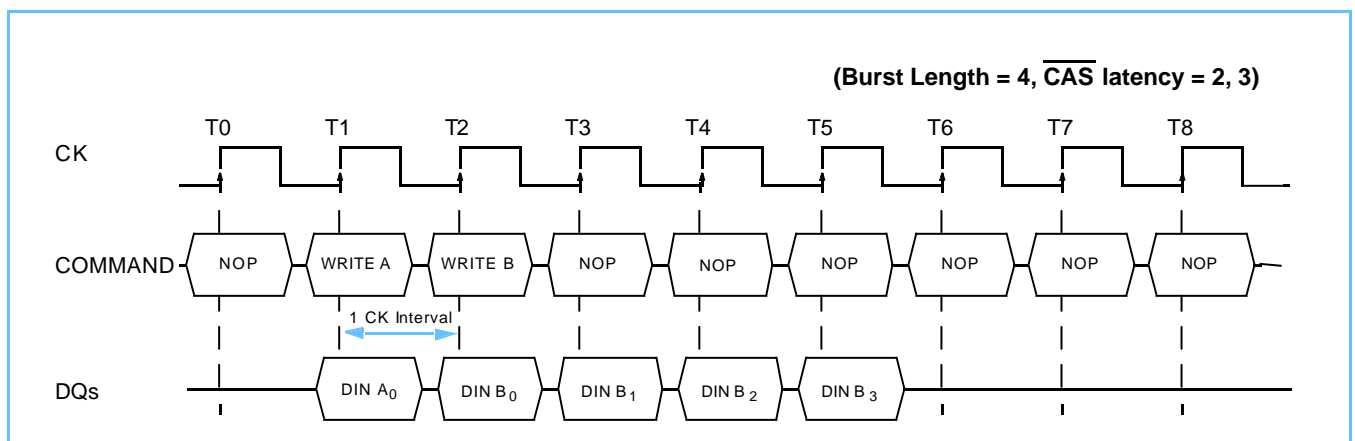 (Burst Length = 4, CAS latency = 2, 3)
T0 T1 T2 T3 T4 T5 T6 T7 T8
CK
COMMAND NOP WRITE A WRITE B NOP NOP NOP NOP NOP NOP
1 CK Interval
DQs DIN A0 DIN B0 DIN B1 DIN B2 DIN B3